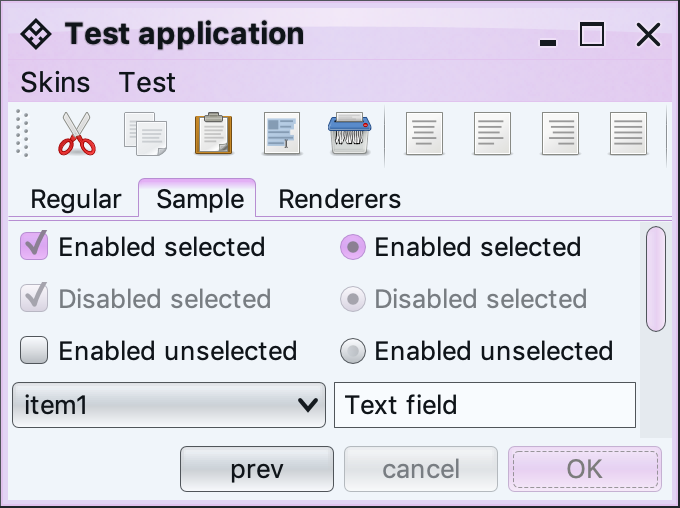 Test application
Skins Test
Regular Sample Renderers
Enabled selected Enabled selected
Disabled selected Disabled selected
Enabled unselected Enabled unselected
item1 Text field
prev cancel OK